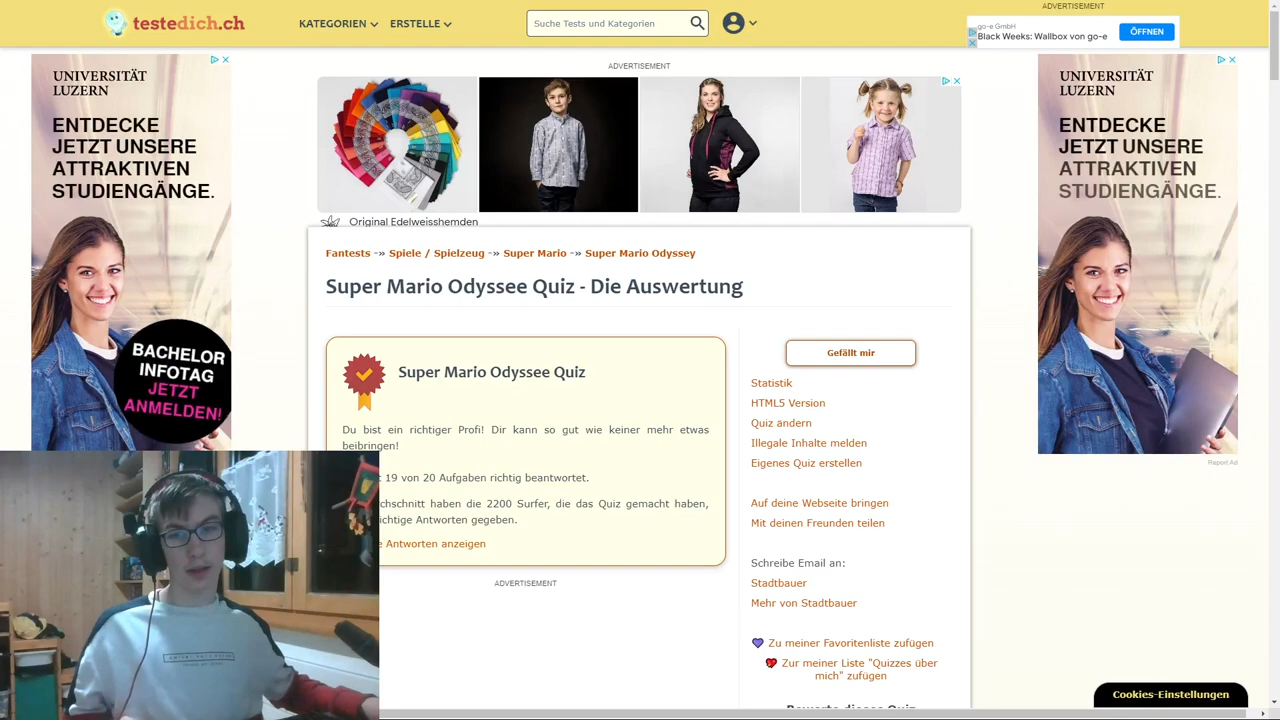 testedich.ch
KATEGORIEN
ERSTELLE
Suche Tests und Kategorien
ADVERTISEMENT
go-e GmbH
Black Weeks: Wallbox von go-e
ÖFFNEN
UNIVERSITÄT
LUZERN
ENTDECKE
JETZT UNSERE
ATTRAKTIVEN
STUDIENGÄNGE.
BACHELOR
INFOTAG
JETZT
ANMELDEN!
ADVERTISEMENT
Original Edelweisshemden
Fantests -» Spiele / Spielzeug -» Super Mario -» Super Mario Odyssey
Super Mario Odyssee Quiz - Die Auswertung
Super Mario Odyssee Quiz
Du bist ein richtiger Profi! Dir kann so gut wie keiner mehr etwas
beibringen!
19 von 20 Aufgaben richtig beantwortet.
haben die 2200 Surfer, die das Quiz gemacht haben,
Antworten gegeben.
Antworten anzeigen
ADVERTISEMENT
Gefällt mir
Statistik
HTML5 Version
Quiz ändern
Illegale Inhalte melden
Eigenes Quiz erstellen
Auf deine Webseite bringen
Mit deinen Freunden teilen
Schreibe Email an:
Stadtbauer
Mehr von Stadtbauer
Zu meiner Favoritenliste zufügen
Zur meiner Liste "Quizzes über
mich" zufügen
Bewerte dieses Quiz
UNIVERSITÄT
LUZERN
ENTDECKE
JETZT UNSERE
ATTRAKTIVEN
STUDIENGÄNGE.
Report Ad
Cookies-Einstellungen